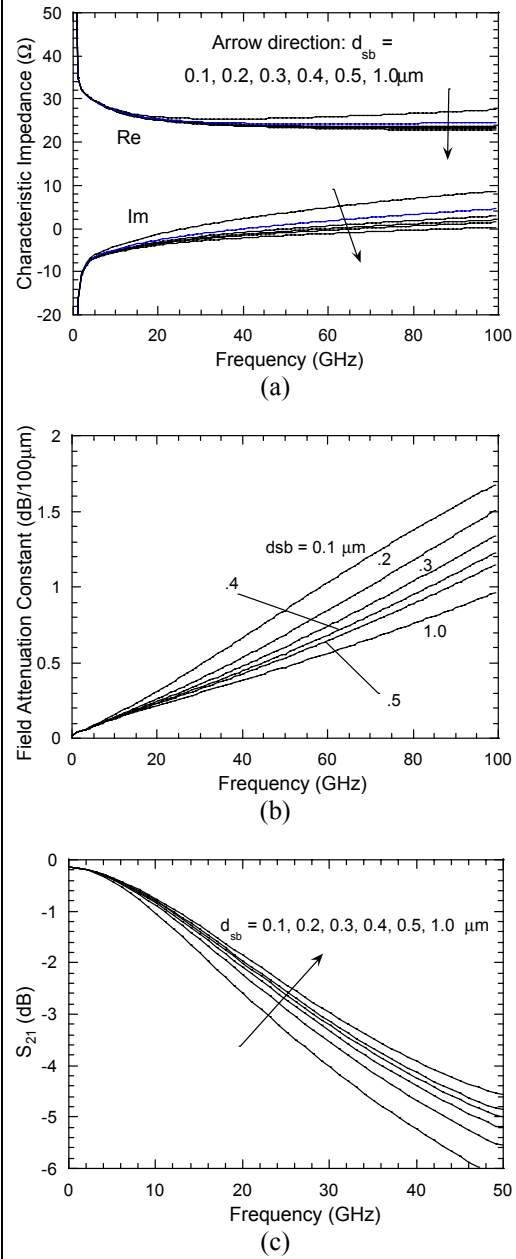 50
40
30
20
10
0
-10
-20
Characteristic Impedance (Ω)
Arrow direction: d_sb =
0.1, 0.2, 0.3, 0.4, 0.5, 1.0μm
Re
Im
0 20 40 60 80 100
Frequency (GHz)
(a)
2
1.5
1
0.5
0
Field Attenuation Constant (dB/100μm)
dsb = 0.1 μm
.2
.3
.4
1.0
.5
0 20 40 60 80 100
Frequency (GHz)
(b)
0
-1
-2
-3
-4
-5
-6
S21 (dB)
d_sb = 0.1, 0.2, 0.3, 0.4, 0.5, 1.0 μm
0 10 20 30 40 50
Frequency (GHz)
(c)